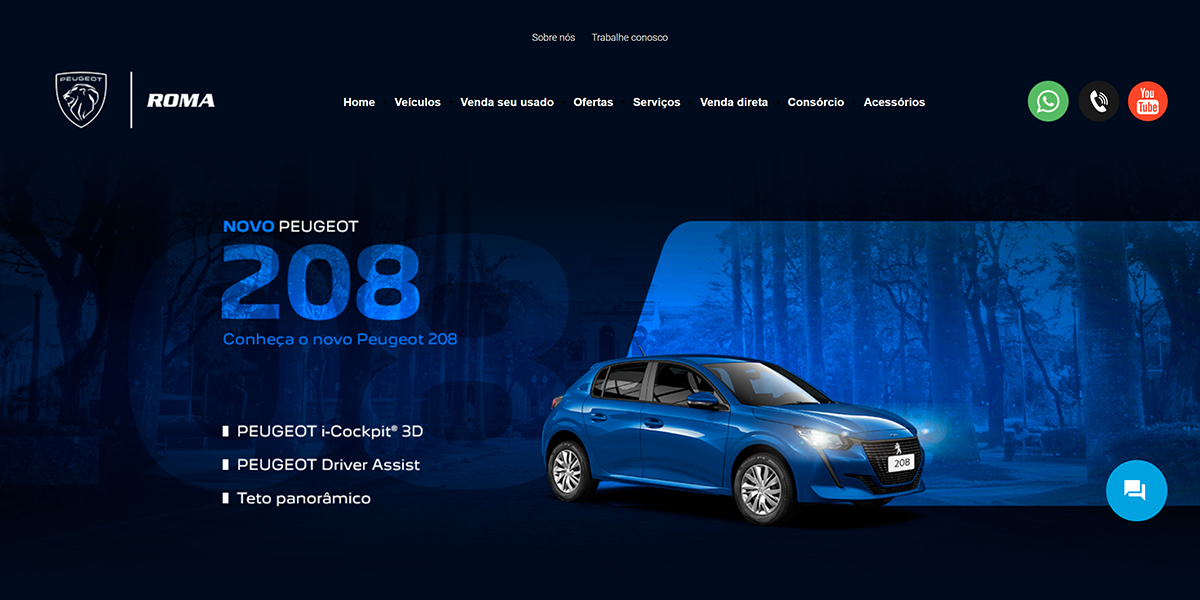 Sobre nós Trabalhe conosco
PEUGEOT
ROMA
Home Veículos Venda seu usado Ofertas Serviços Venda direta Consórcio Acessórios
You
Tube
NOVO PEUGEOT
208
Conheça o novo Peugeot 208
PEUGEOT i-Cockpit® 3D
PEUGEOT Driver Assist
Teto panorâmico
208